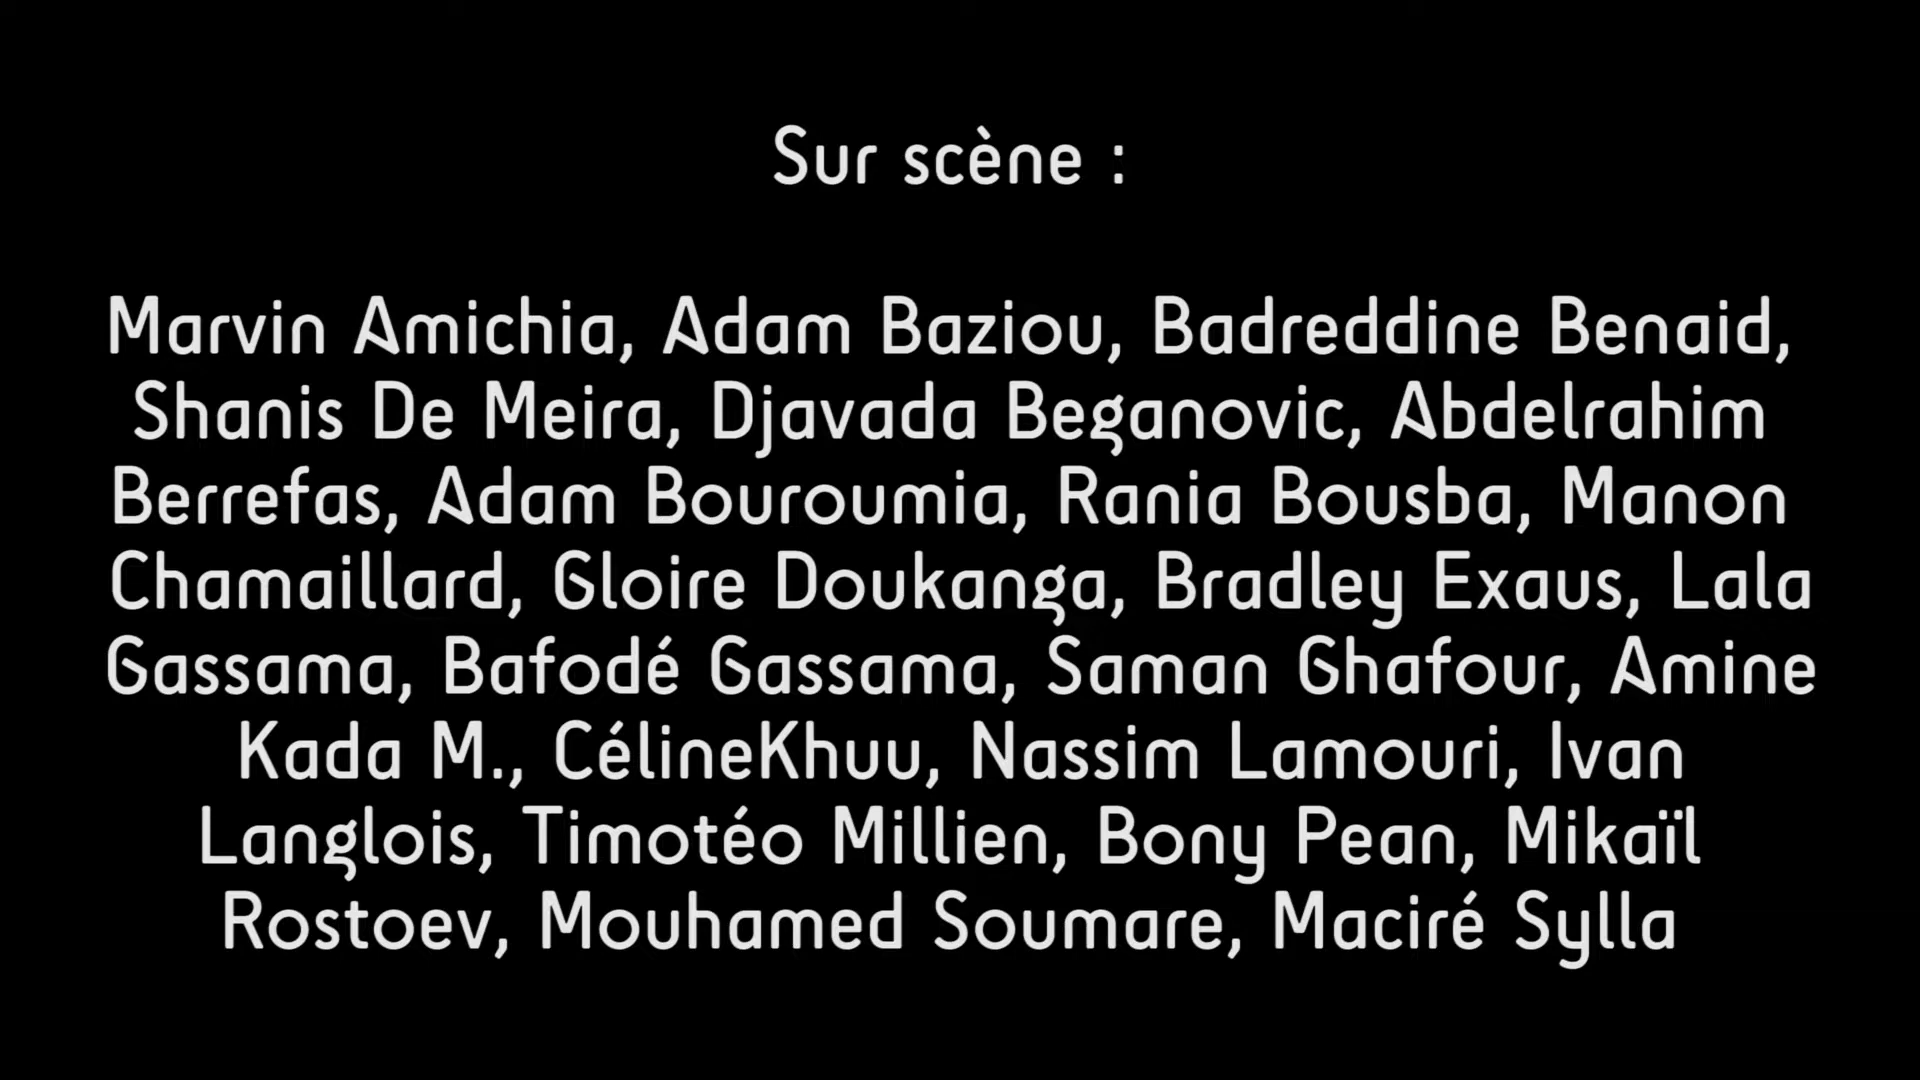 Sur scène :
Marvin Amichia, Adam Baziou, Badreddine Benaid,
Shanis De Meira, Djavada Beganovic, Abdelrahim
Berrefas, Adam Bouroumia, Rania Bousba, Manon
Chamaillard, Gloire Doukanga, Bradley Exaus, Lala
Gassama, Bafodé Gassama, Saman Ghafour, Amine
Kada M., CélineKhuu, Nassim Lamouri, Ivan
Langlois, Timotéo Millien, Bony Pean, Mikaïl
Rostoev, Mouhamed Soumare, Maciré Sylla